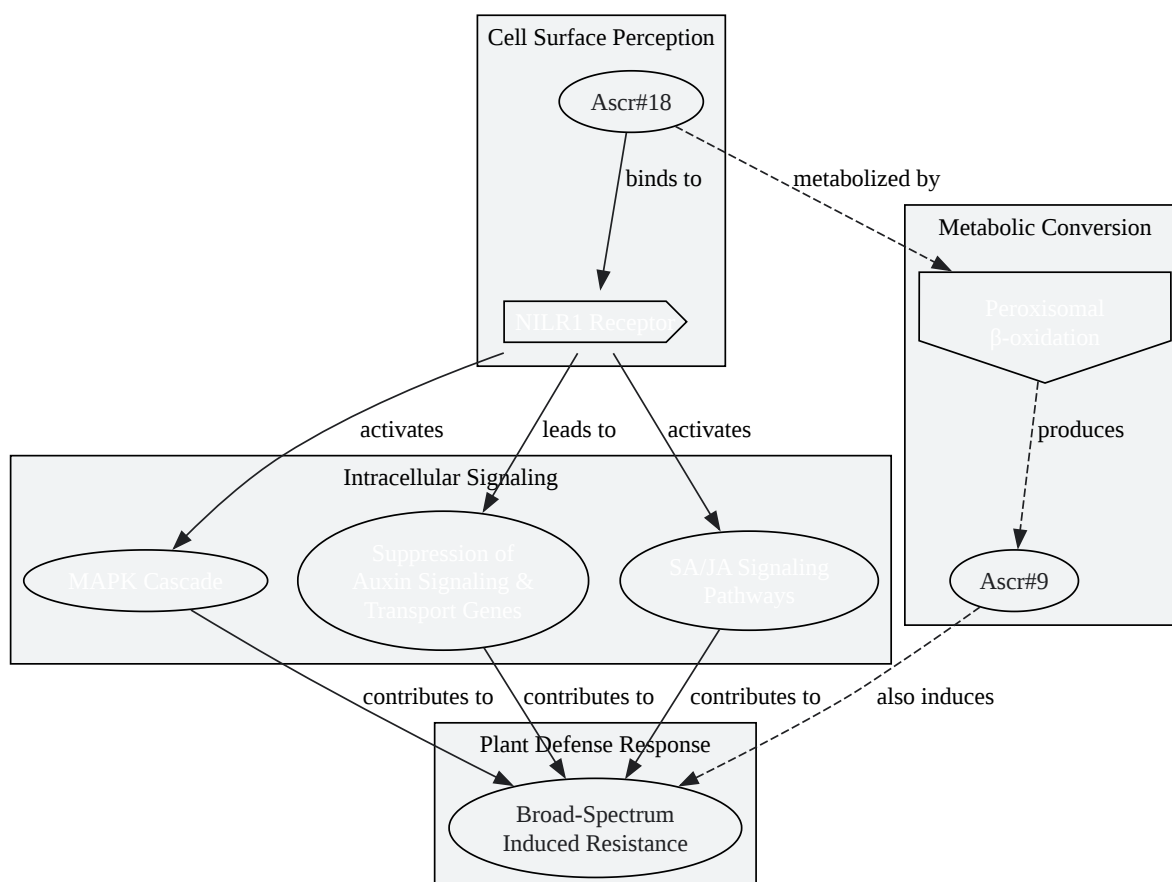 Cell Surface Perception
Ascr#18
binds to
metabolized by
Metabolic Conversion
Peroxisomal
β-oxidation
NILR1 Receptor
activates
leads to
activates
produces
Intracellular Signaling
MAPK Cascade
Suppression of
Auxin Signaling &
Transport Genes
SA/JA Signaling
Pathways
Ascr#9
contributes to
contributes to
contributes to
also induces
Plant Defense Response
Broad-Spectrum
Induced Resistance